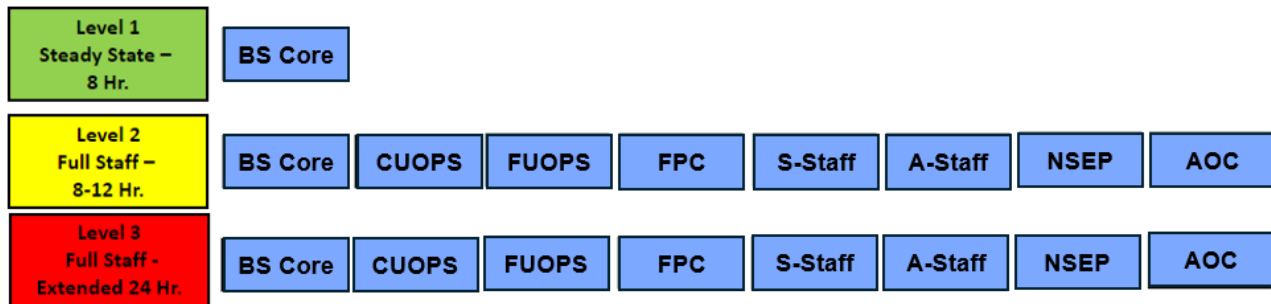 Level 1
Steady State –
8 Hr.
BS Core
Level 2
Full Staff –
8-12 Hr.
BS Core CUOPS FUOPS FPC S-Staff A-Staff NSEP AOC
Level 3
Full Staff -
Extended 24 Hr.
BS Core CUOPS FUOPS FPC S-Staff A-Staff NSEP AOC